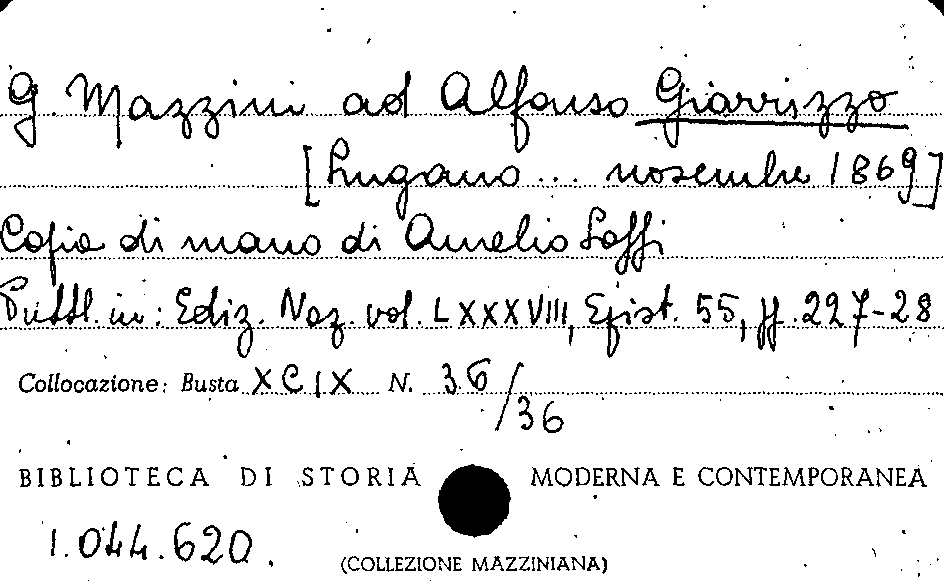 G. Mazzini ad Alfonso Giarrizzo
[Lugano ... novembre 1869]
Copia di mano di Aurelio Saffi
Pubbl. in: Ediz. Naz. vol. LXXXVIII, Epist. 55, pp. 227-28
Collocazione: Busta XCIX N. 36/36
BIBLIOTECA DI STORIA MODERNA E CONTEMPORANEA
1.044.620.
(COLLEZIONE MAZZINIANA)